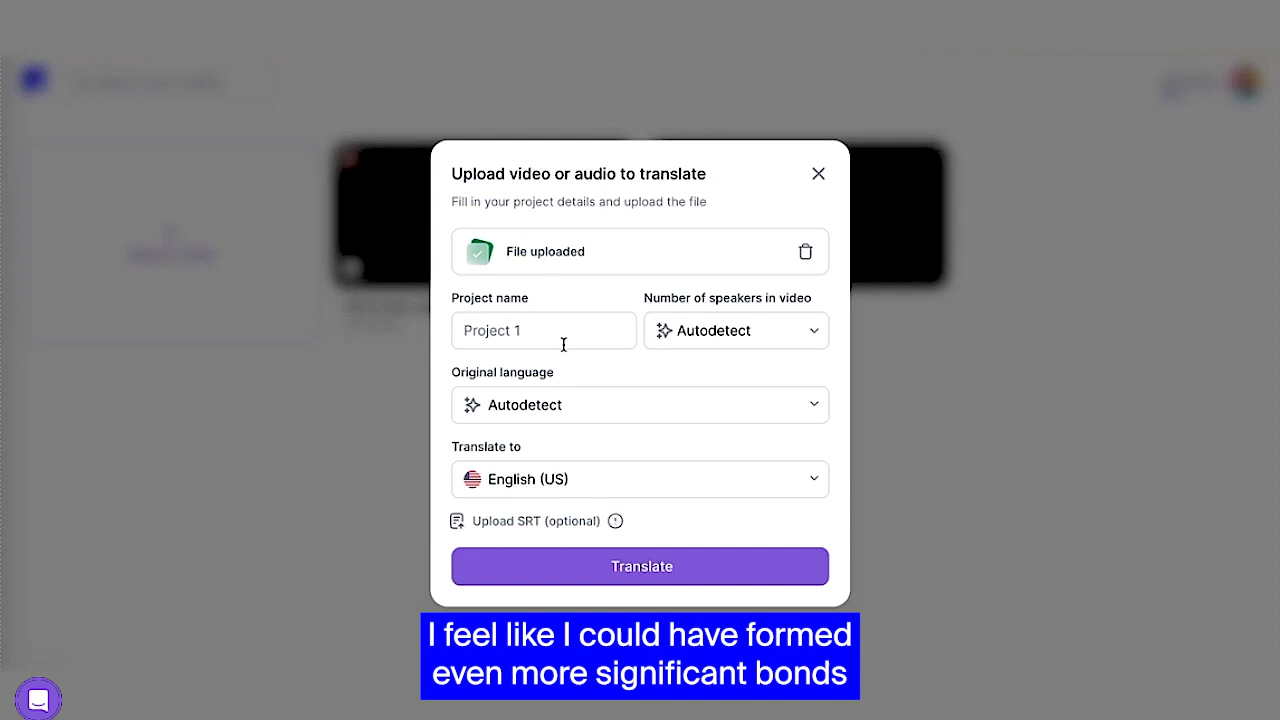 Upload video or audio to translate
Fill in your project details and upload the file
File uploaded
Project name
Number of speakers in video
Project 1
Autodetect
Original language
Autodetect
Translate to
English (US)
Upload SRT (optional)
Translate
I feel like I could have formed
even more significant bonds